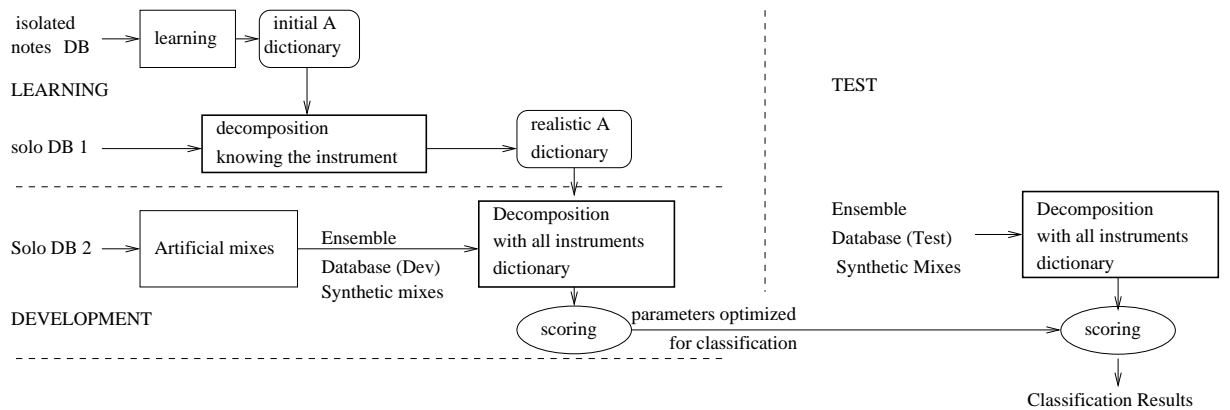 isolated
notes DB
learning
initial A
dictionary
LEARNING
TEST
solo DB 1
decomposition
knowing the instrument
realistic A
dictionary
Solo DB 2
Artificial mixes
Ensemble
Database (Dev)
Synthetic mixes
Decomposition
with all instruments
dictionary
Ensemble
Database (Test)
Synthetic Mixes
Decomposition
with all instruments
dictionary
DEVELOPMENT
scoring
parameters optimized
for classification
scoring
Classification Results